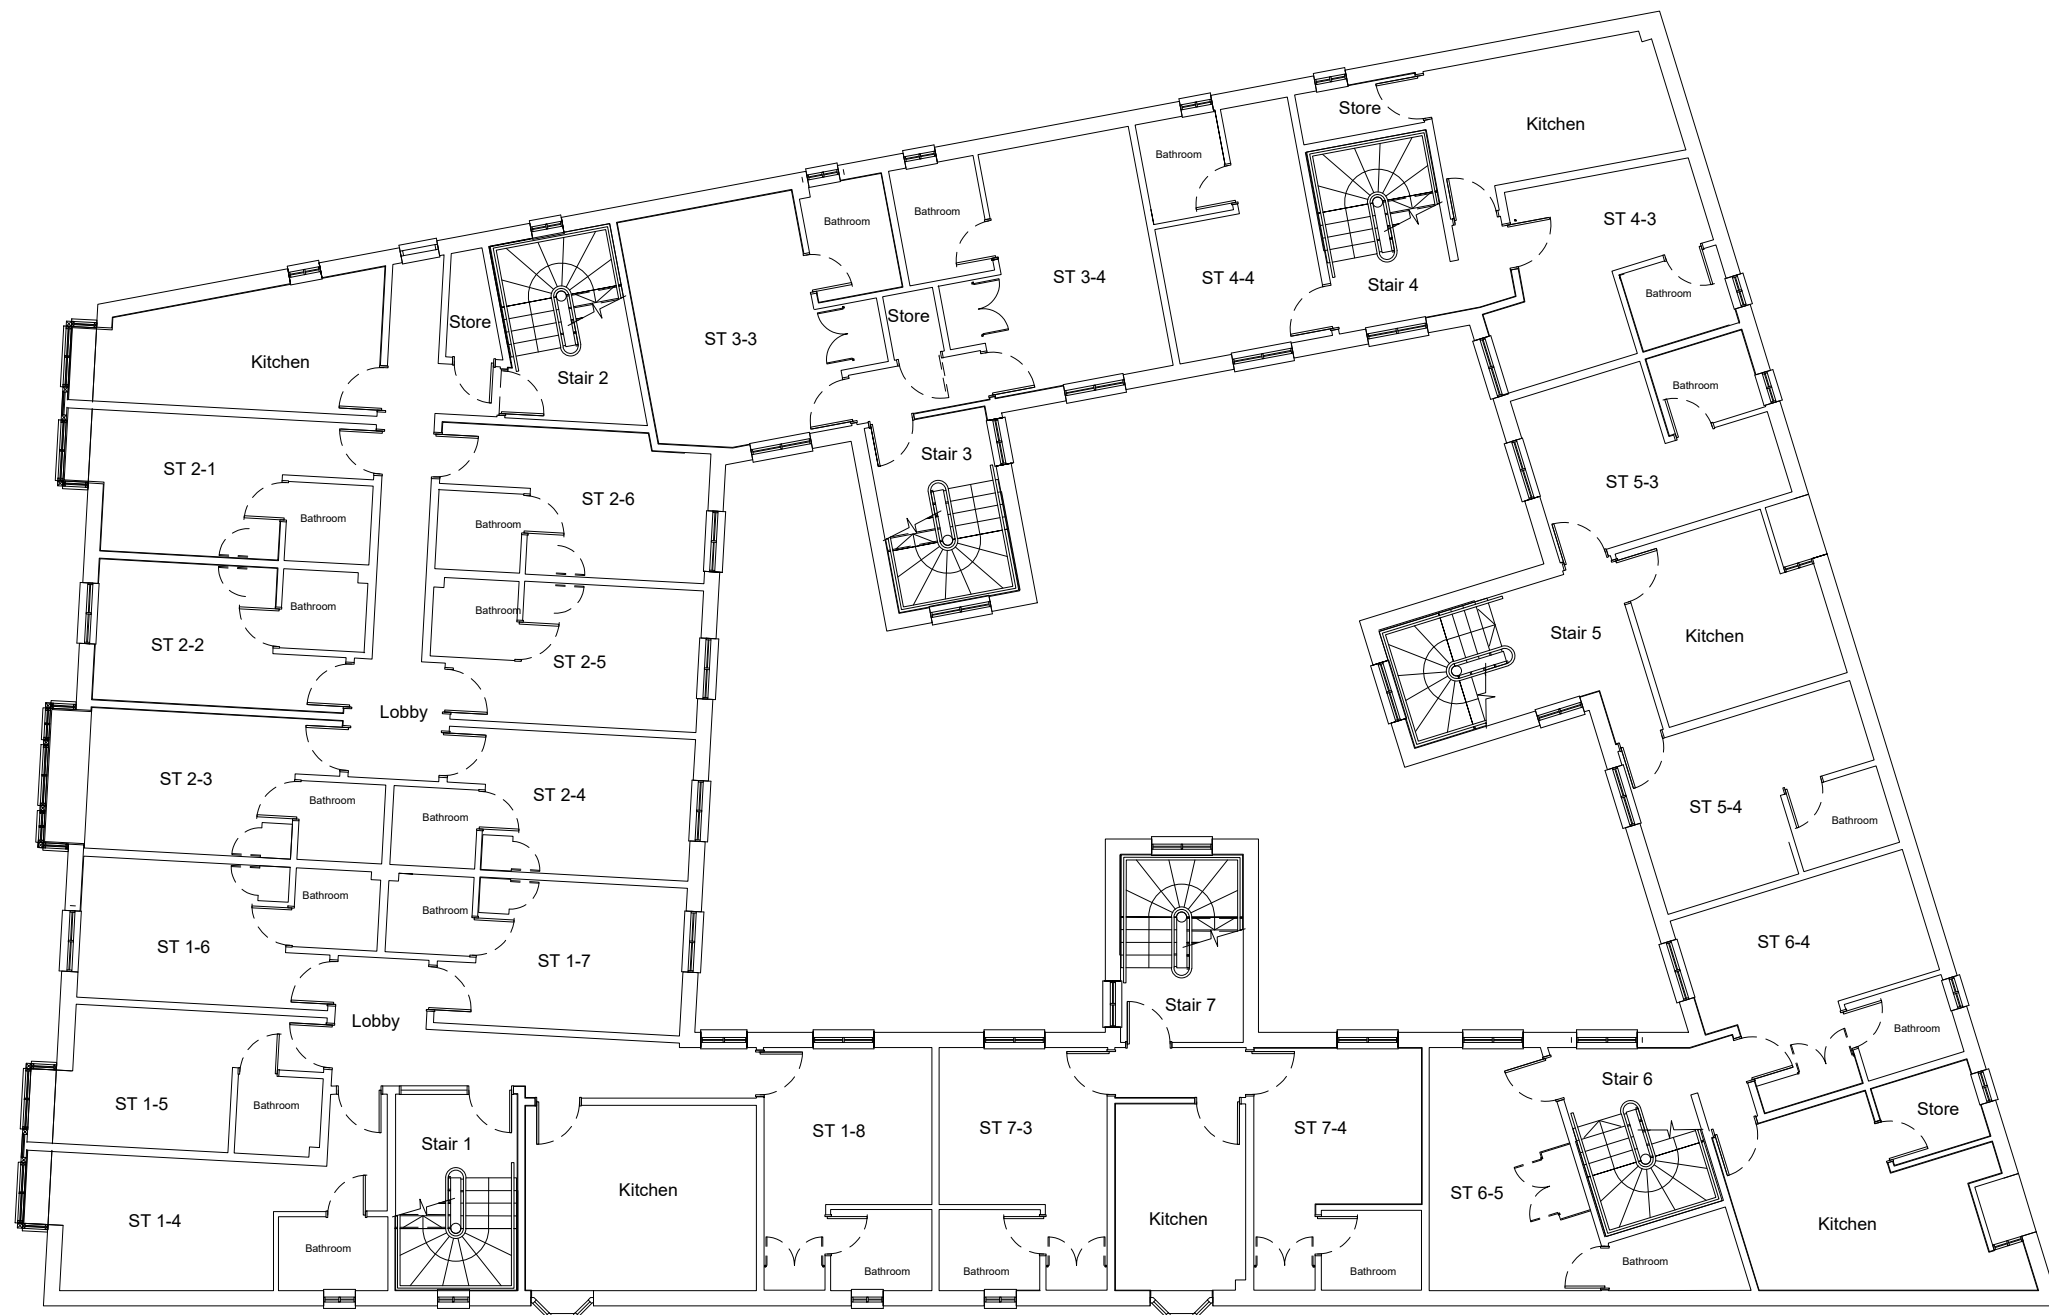 Store
Kitchen
Bathroom
ST 4-3
Bathroom
Bathroom
ST 3-4
ST 4-4
Stair 4
Bathroom
Store
Kitchen
Stair 2
ST 3-3
Store
Bathroom
Stair 3
ST 5-3
ST 2-1
ST 2-6
Bathroom
Bathroom
Bathroom
Bathroom
ST 2-2
ST 2-5
Stair 5
Kitchen
Lobby
ST 2-3
ST 2-4
Bathroom
Bathroom
ST 5-4
Bathroom
Bathroom
Bathroom
ST 1-6
ST 1-7
ST 6-4
Stair 7
Lobby
Bathroom
Stair 6
ST 1-5
Bathroom
Store
Stair 1
ST 1-8
ST 7-3
ST 7-4
Kitchen
ST 6-5
ST 1-4
Kitchen
Kitchen
Bathroom
Bathroom
Bathroom
Bathroom
Bathroom